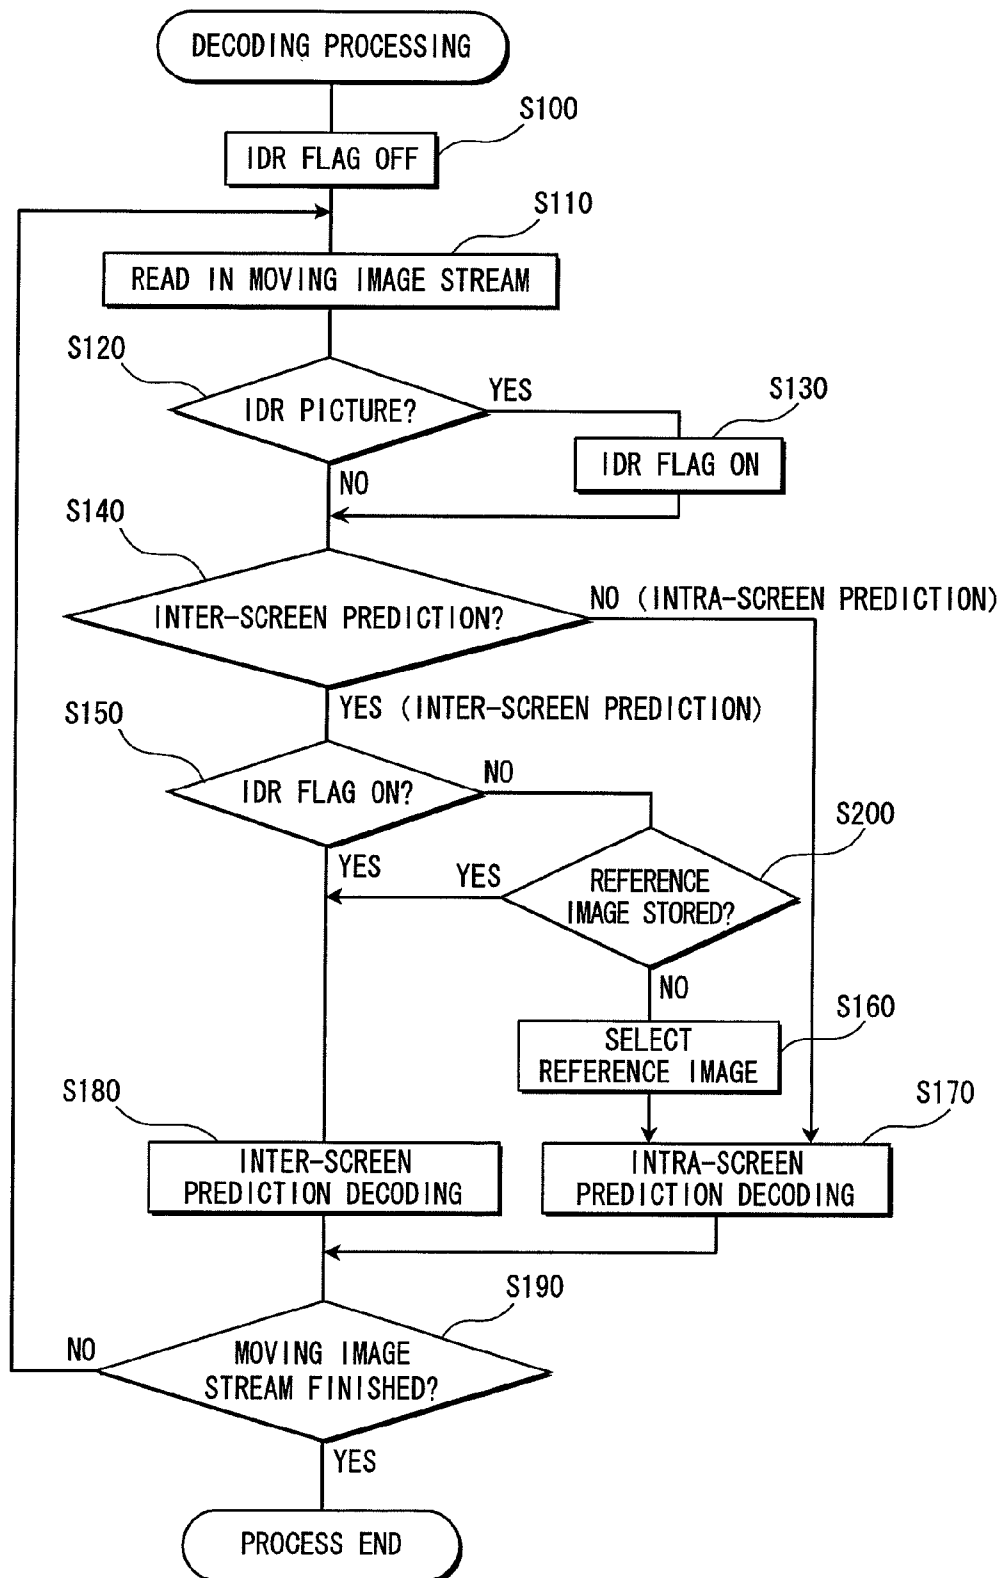 DECODING PROCESSING
S100
IDR FLAG OFF
S110
READ IN MOVING IMAGE STREAM
S120
IDR PICTURE?
YES
S130
IDR FLAG ON
NO
S140
INTER-SCREEN PREDICTION?
NO (INTRA-SCREEN PREDICTION)
YES (INTER-SCREEN PREDICTION)
S150
IDR FLAG ON?
NO
S200
YES
YES
REFERENCE
IMAGE STORED?
NO
S160
SELECT
REFERENCE IMAGE
S180
S170
INTER-SCREEN
PREDICTION DECODING
INTRA-SCREEN
PREDICTION DECODING
S190
NO
MOVING IMAGE
STREAM FINISHED?
YES
PROCESS END